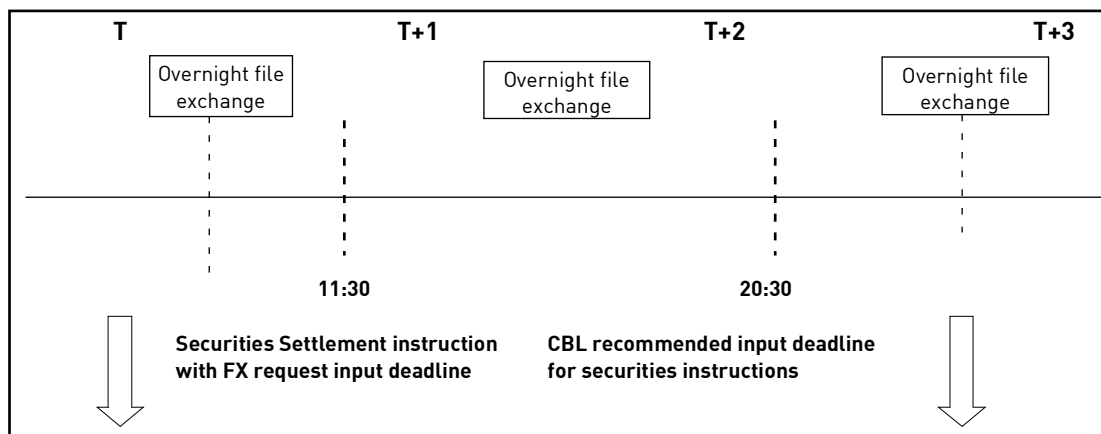 T T+1 T+2 T+3
Overnight file
exchange
Overnight file
exchange
Overnight file
exchange
11:30 20:30
Securities Settlement instruction
with FX request input deadline
CBL recommended input deadline
for securities instructions